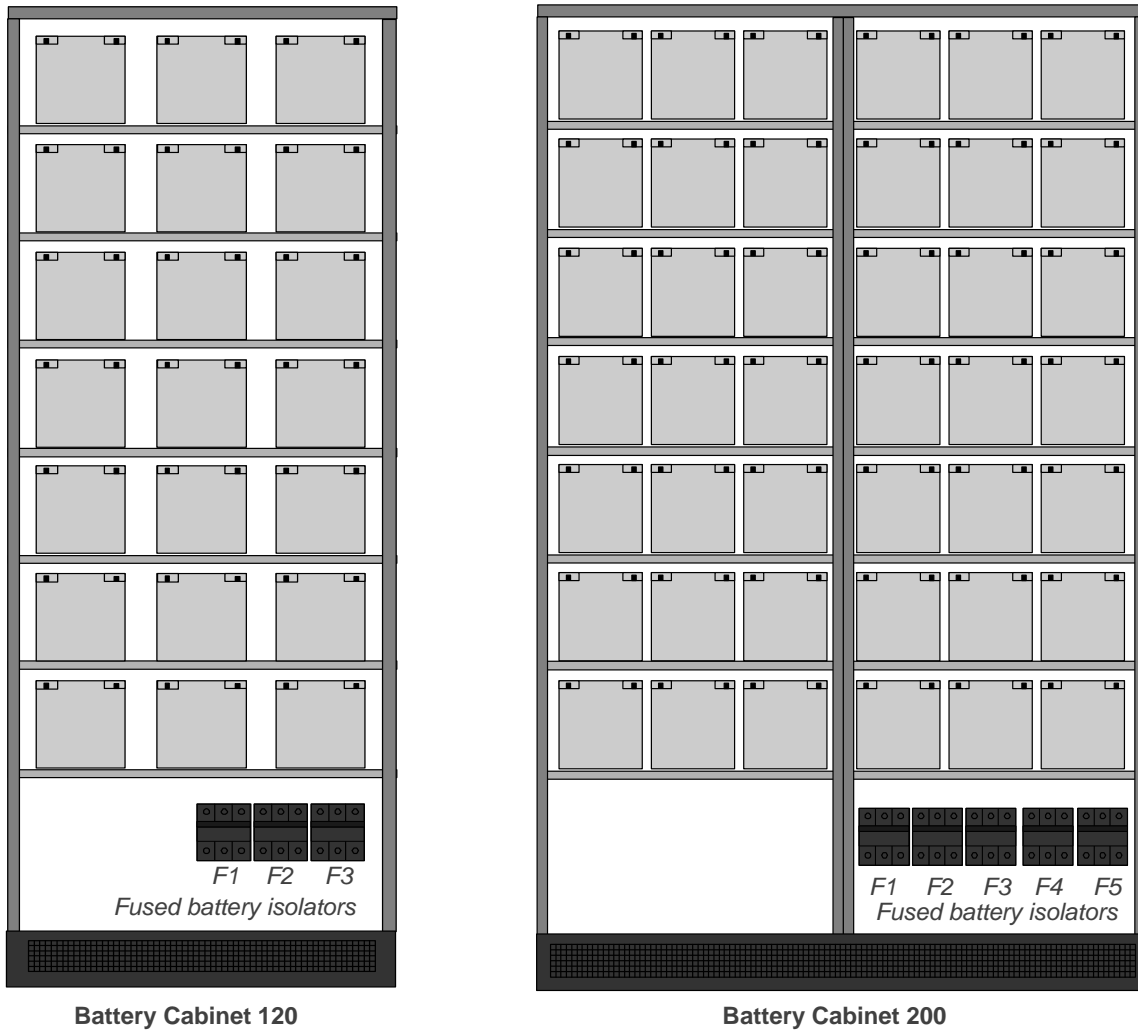 F1 F2 F3
Fused battery isolators
Battery Cabinet 120
F1 F2 F3 F4 F5
Fused battery isolators
Battery Cabinet 200